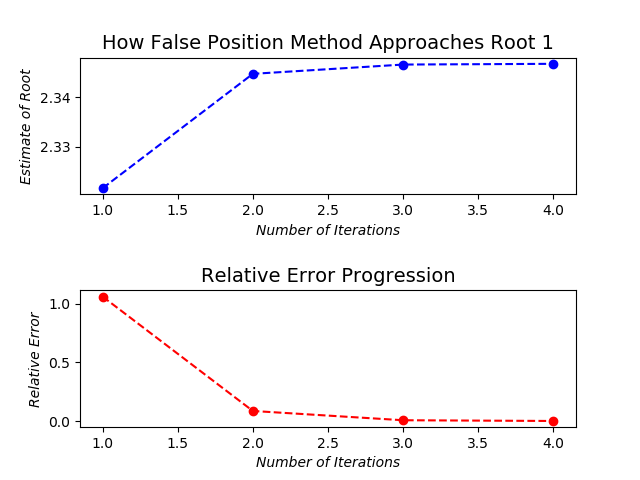 How False Position Method Approaches Root 1
Estimate of Root
2.34
2.33
1.0 1.5 2.0 2.5 3.0 3.5 4.0
Number of Iterations
Relative Error Progression
Relative Error
1.0
0.5
0.0
1.0 1.5 2.0 2.5 3.0 3.5 4.0
Number of Iterations